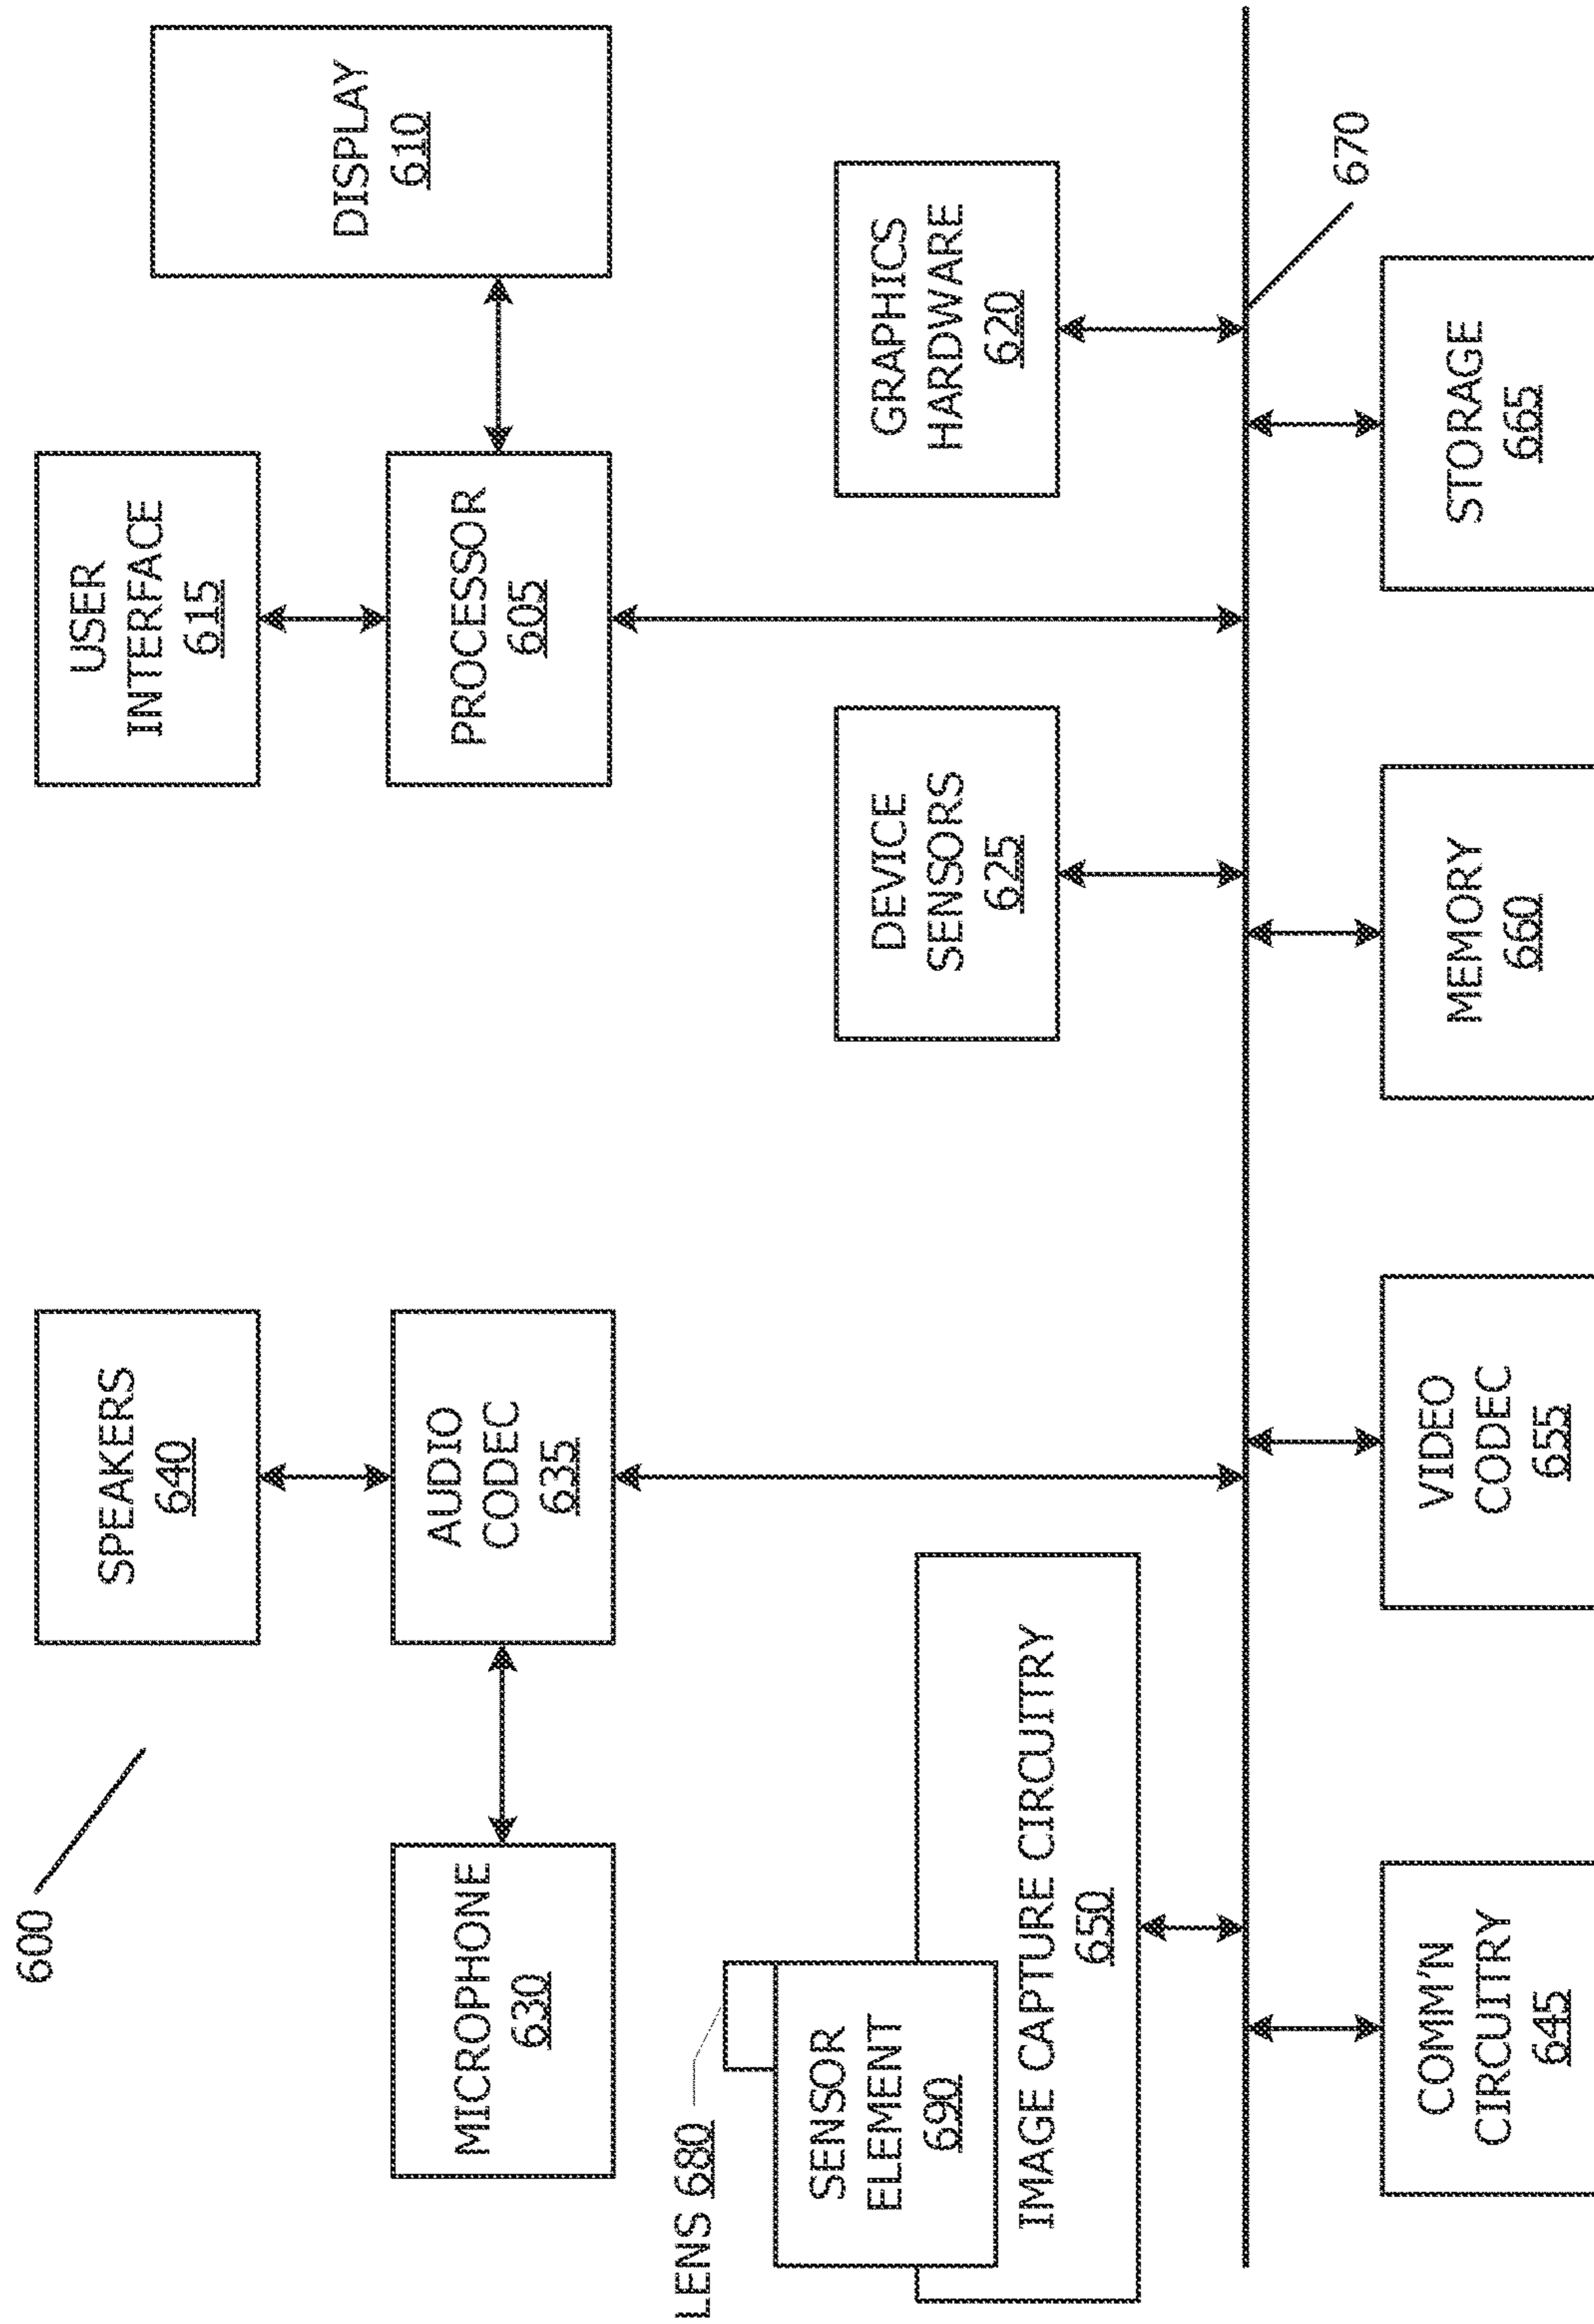 600
SPEAKERS
640
USER
INTERFACE
615
DISPLAY
610
MICROPHONE
630
AUDIO
CODEC
635
PROCESSOR
605
LENS 680
SENSOR
ELEMENT
690
IMAGE CAPTURE CIRCUITRY
650
DEVICE
SENSORS
625
GRAPHICS
HARDWARE
620
670
COMM'N
CIRCUITRY
645
VIDEO
CODEC
655
MEMORY
660
STORAGE
665